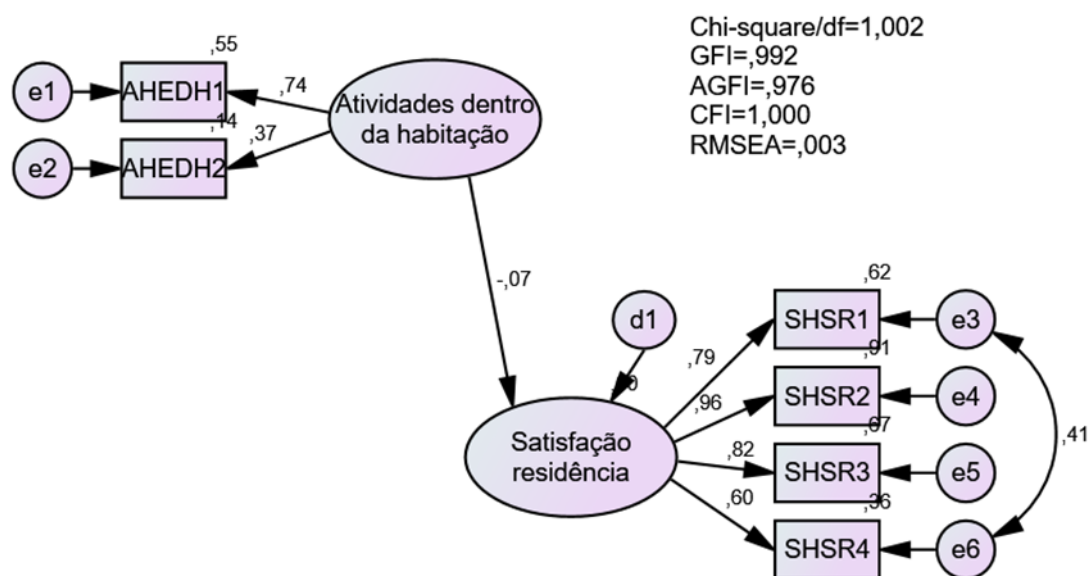 Chi-square/df=1,002
GFI=,992
AGFI=,976
CFI=1,000
RMSEA=,003
,55
e1
AHEDH1
,74
Atividades dentro
da habitação
,14
,37
e2
AHEDH2
-,07
,62
d1
SHSR1
e3
,79
,91
,96
SHSR2
e4
,41
Satisfação
residência
,67
,82
SHSR3
e5
,60
,36
SHSR4
e6